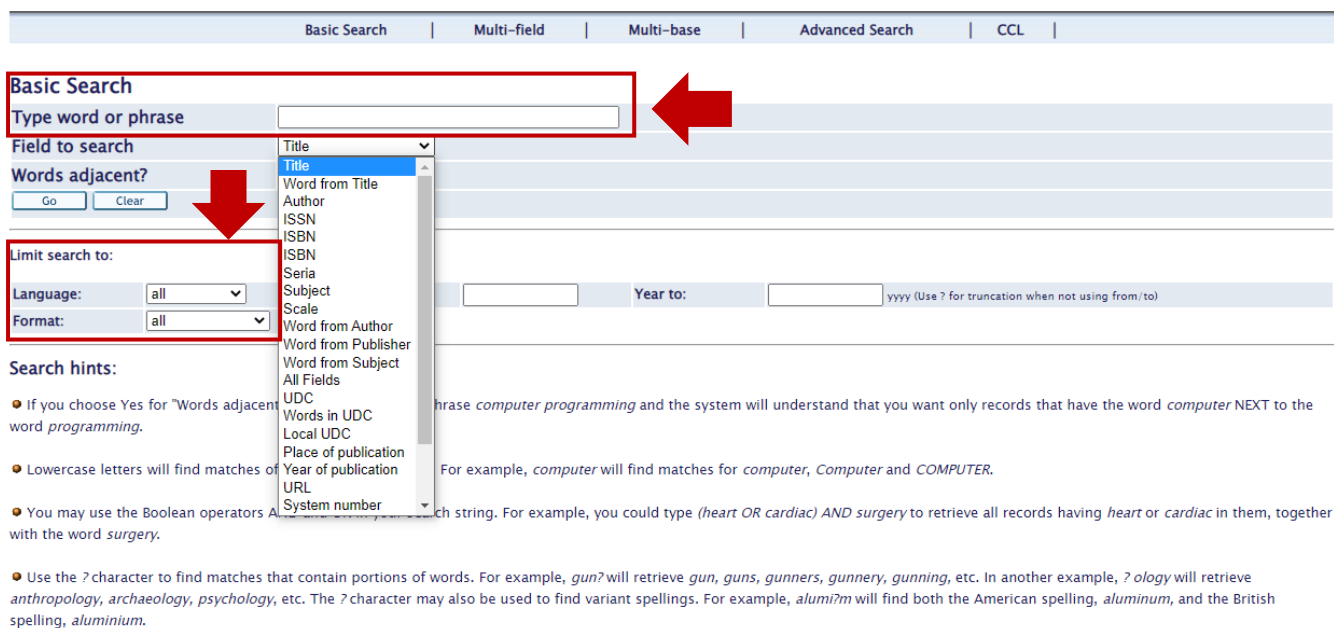 Basic Search | Multi-field | Multi-base | Advanced Search | CCL |
Basic Search
Type word or phrase
Field to search Title
Words adjacent?
Go Clear
Title
Word from Title
Author
ISSN
ISBN
ISBN
Seria
Subject
Scale
Word from Author
Word from Publisher
Word from Subject
All Fields
UDC
Words in UDC
Local UDC
Place of publication
Year of publication
URL
System number
Limit search to:
Language: all Year to: yyyy (Use ? for truncation when not using from/to)
Format: all
Search hints:
If you choose Yes for "Words adjacent hrase computer programming and the system will understand that you want only records that have the word computer NEXT to the
word programming.
Lowercase letters will find matches of For example, computer will find matches for computer, Computer and COMPUTER.
You may use the Boolean operators search string. For example, you could type (heart OR cardiac) AND surgery to retrieve all records having heart or cardiac in them, together
with the word surgery.
Use the ? character to find matches that contain portions of words. For example, gun? will retrieve gun, guns, gunners, gunnery, gunning, etc. In another example, ? ology will retrieve
anthropology, archaeology, psychology, etc. The ? character may also be used to find variant spellings. For example, alumi?m will find both the American spelling, aluminum, and the British
spelling, aluminium.